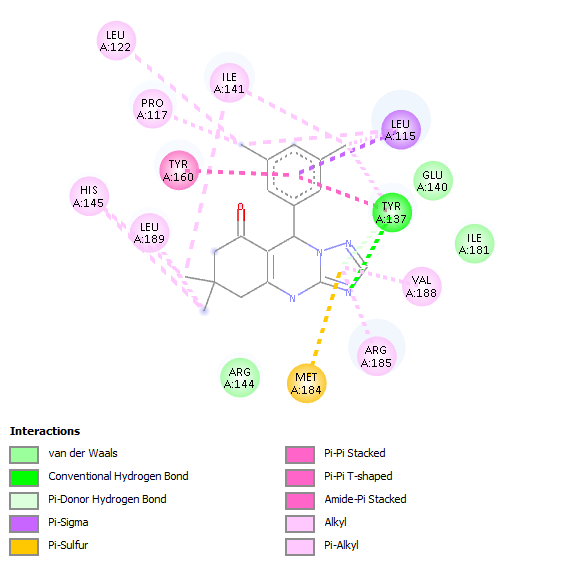 LEU
A:122
ILE
A:141
PRO
A:117
LEU
A:115
TYR
A:160
GLU
A:140
HIS
A:145
TYR
A:137
O
LEU
A:189
ILE
A:181
N
N
VAL
A:188
N
N
ARG
A:185
ARG
A:144
MET
A:184
Interactions
van der Waals
Conventional Hydrogen Bond
Pi-Donor Hydrogen Bond
Pi-Sigma
Pi-Sulfur
Pi-Pi Stacked
Pi-Pi T-shaped
Amide-Pi Stacked
Alkyl
Pi-Alkyl